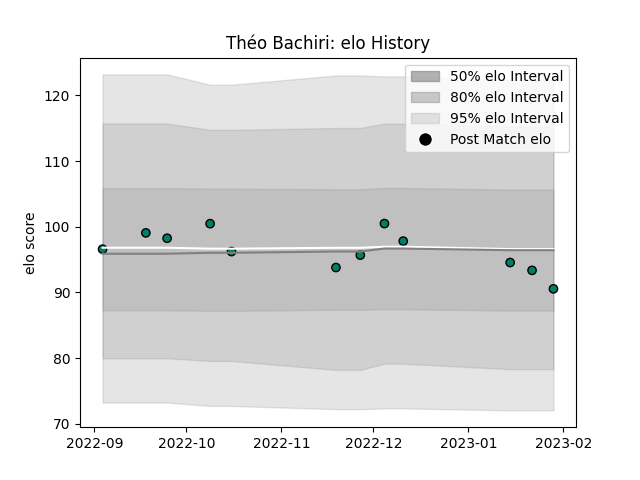 Théo Bachiri: elo History
50% elo Interval
80% elo Interval
95% elo Interval
Post Match elo
elo score
120
110
100
90
80
70
2022-09 2022-10 2022-11 2022-12 2023-01 2023-02